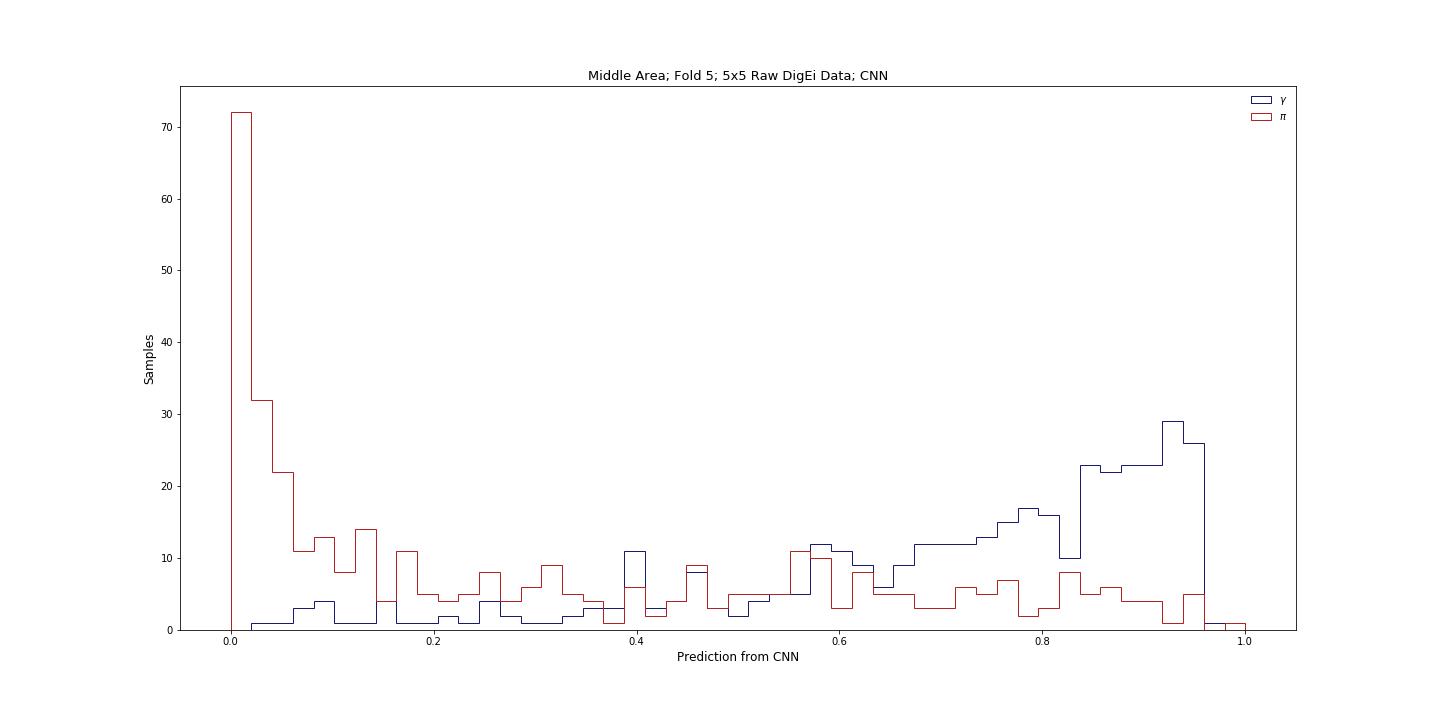 Middle Area; Fold 5; 5x5 Raw DigEi Data; CNN
γ
π
70
60
50
40
30
20
10
0
Samples
0.0 0.2 0.4 0.6 0.8 1.0
Prediction from CNN